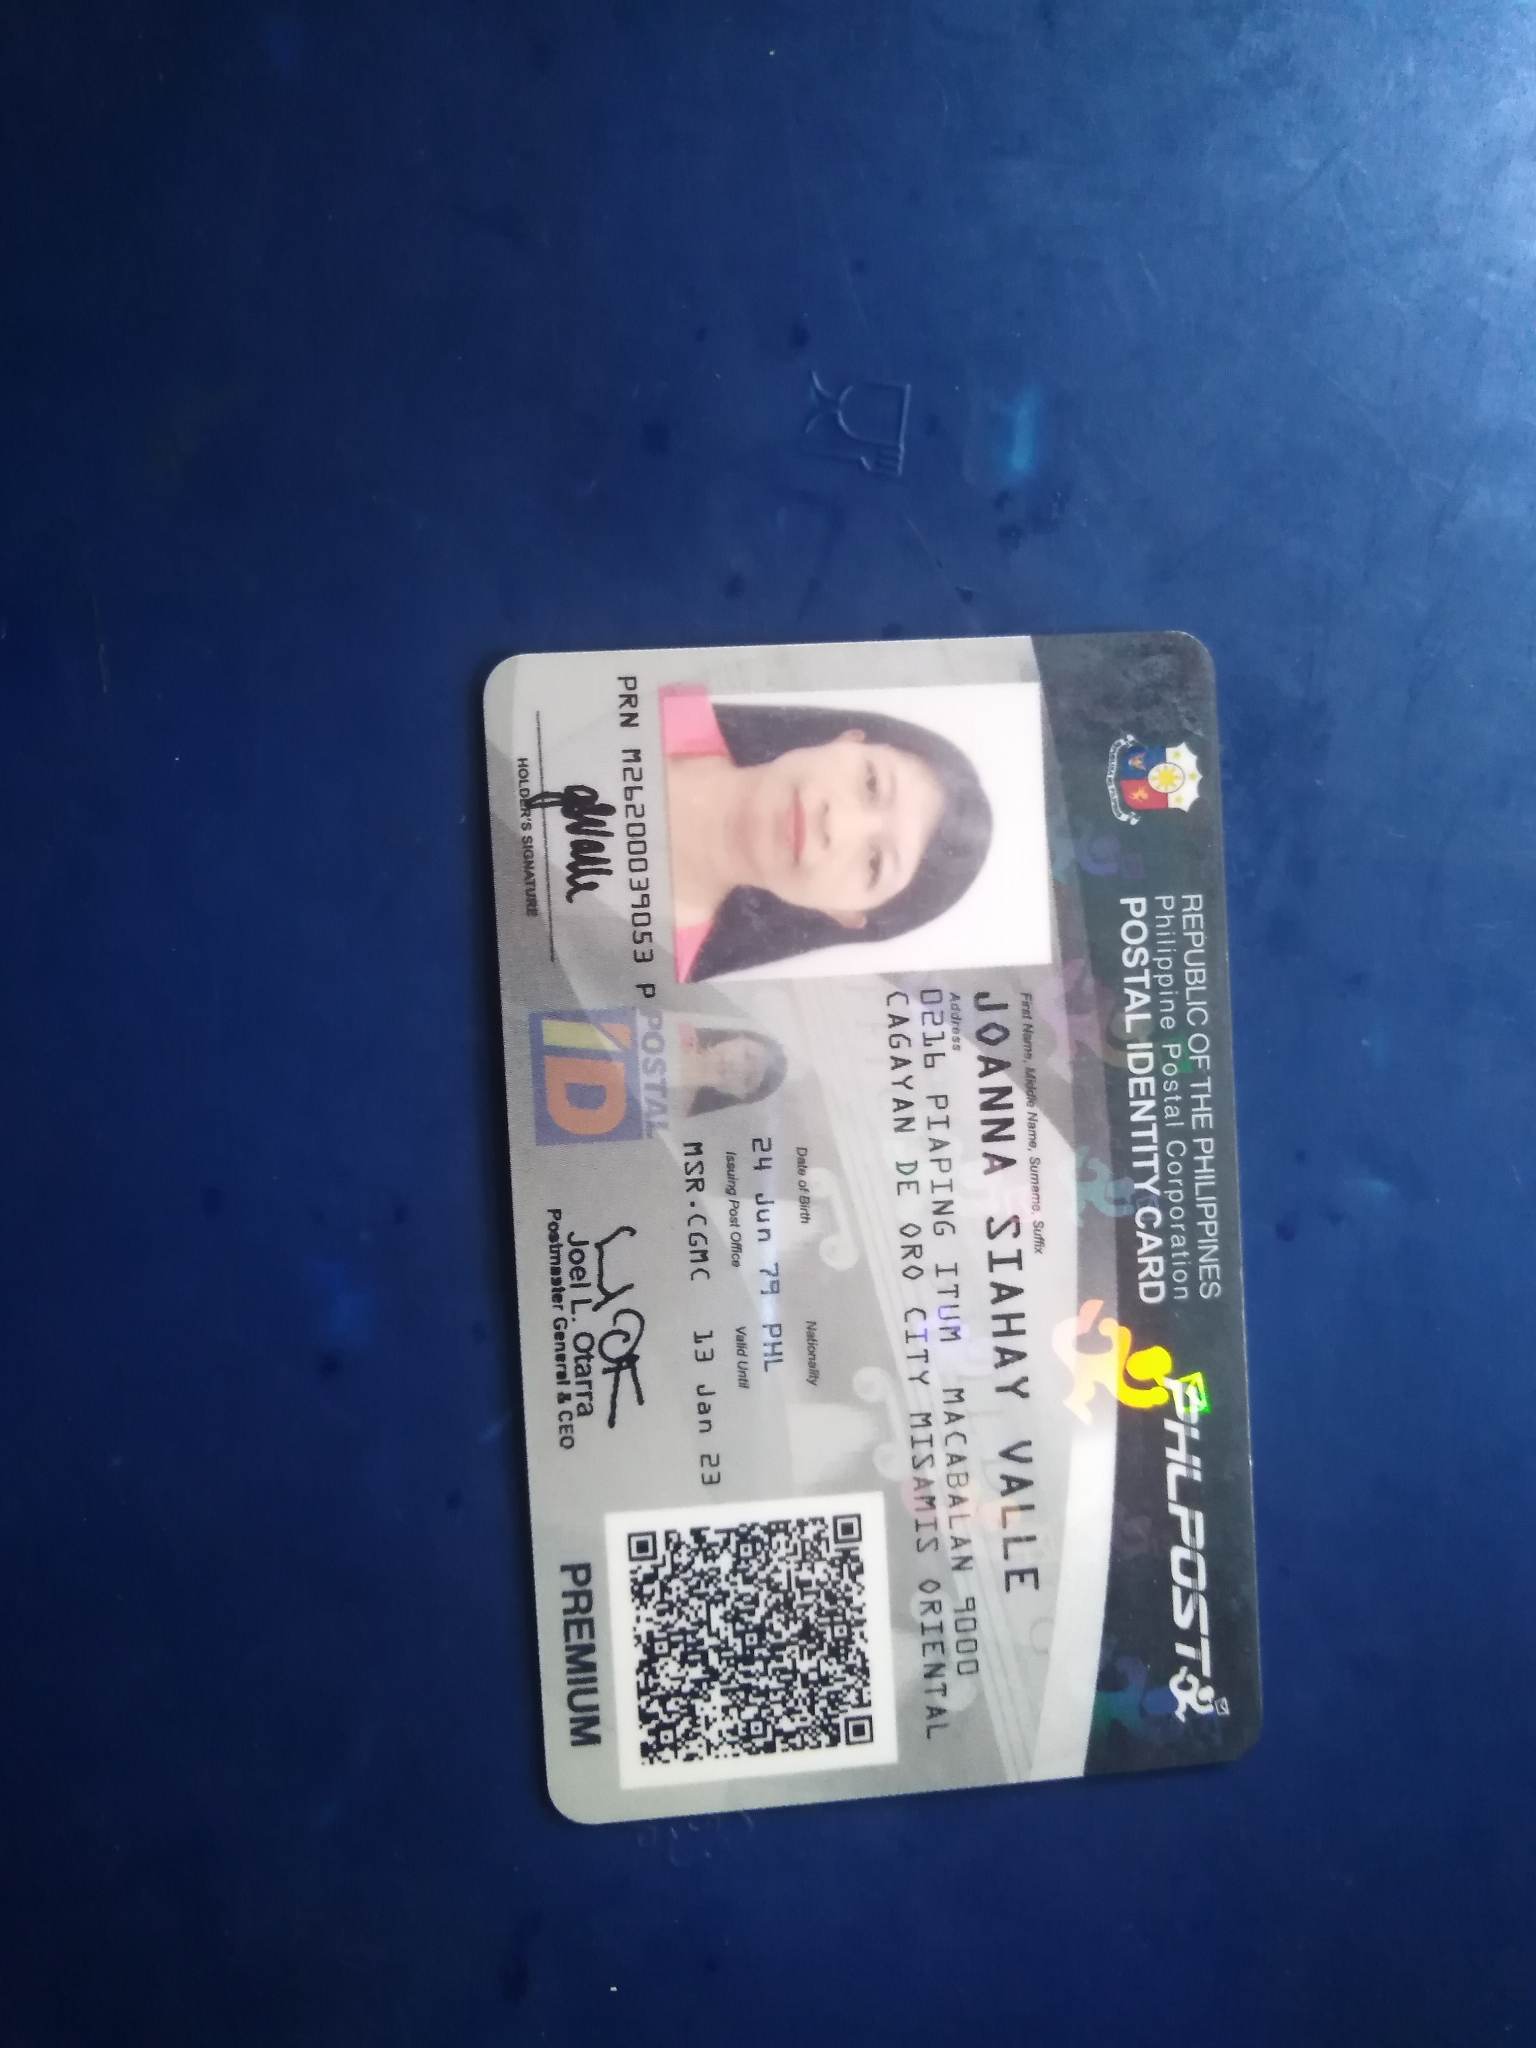 REPUBLIC OF THE PHILIPPINES
Philippine Postal Corporation
POSTAL IDENTITY CARD
PHLPOST
First Name, Middle Name, Surname, Suffix
JOANNA SIAHAY VALLE
Address
0216 PIAPING ITUM MACABALAN 9000
CAGAYAN DE ORO CITY MISAMIS ORIENTAL
Date of Birth Nationality
24 Jun 79 PHL
Issuing Post Office Valid Until
MSR.CGMC 13 Jan 23
PRN M26200039053 P
POSTAL
ID
HOLDER'S SIGNATURE
Joel L. Otarra
Postmaster General & CEO
PREMIUM